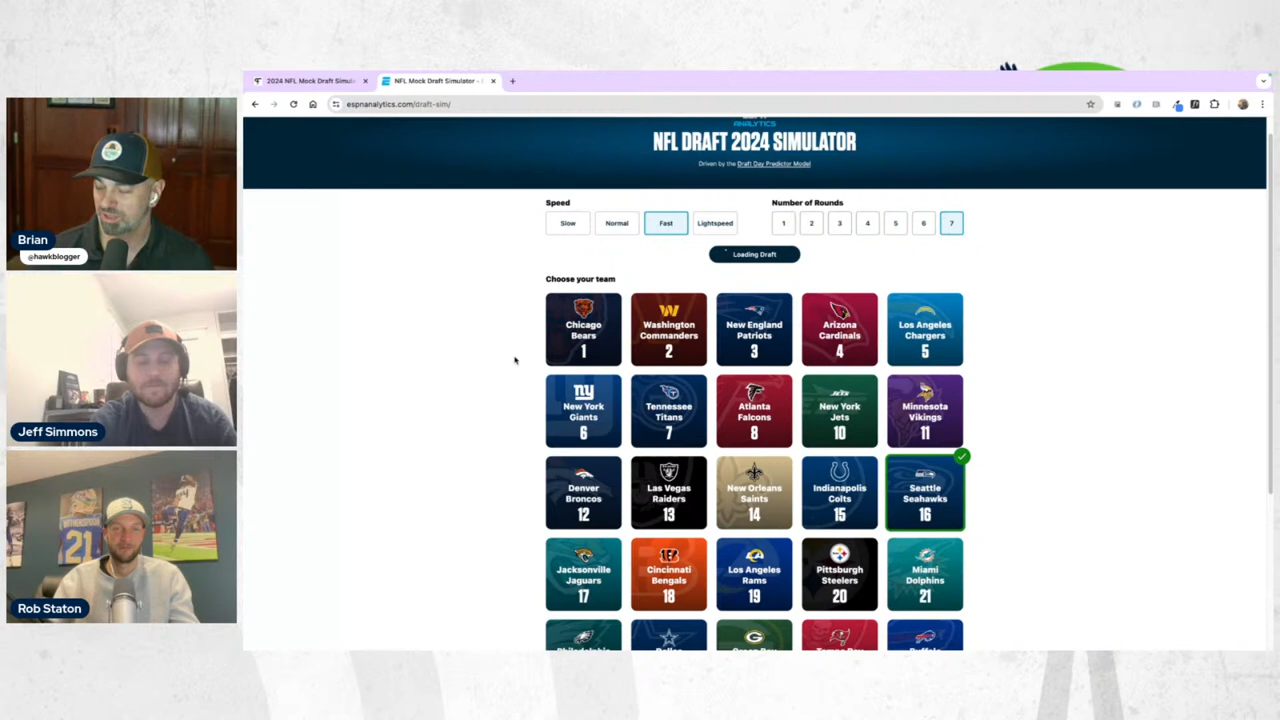 2024 NFL Mock Draft Simula
NFL Mock Draft Simulator -
espnanalytics.com/draft-sim/
ANALYTICS
NFL DRAFT 2024 SIMULATOR
Driven by the Draft Day Predictor Model
Speed
Number of Rounds
Slow Normal Fast Lightspeed
1 2 3 4 5 6 7
Loading Draft
Choose your team
Chicago Bears 1
Washington Commanders 2
New England Patriots 3
Arizona Cardinals 4
Los Angeles Chargers 5
ny
New York Giants 6
Tennessee Titans 7
Atlanta Falcons 8
JETS
New York Jets 10
Minnesota Vikings 11
Denver Broncos 12
Las Vegas Raiders 13
New Orleans Saints 14
Indianapolis Colts 15
Seattle Seahawks 16
Jacksonville Jaguars 17
Cincinnati Bengals 18
Los Angeles Rams 19
Pittsburgh Steelers 20
Miami Dolphins 21
Brian
@hawkblogger
Jeff Simmons
WITHERSPOON
21
Rob Staton